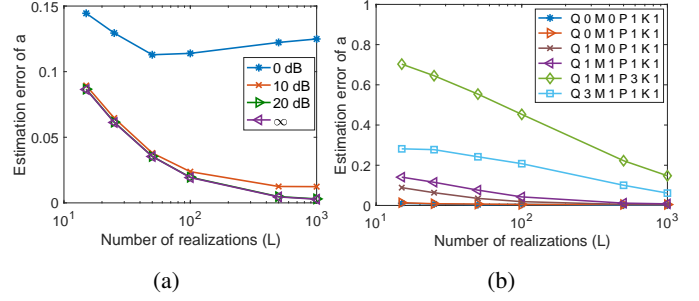 0.15
0.1
0.05
0
Estimation error of a
0 dB
10 dB
20 dB
∞
10^1
10^2
10^3
Number of realizations (L)
(a)
1
0.8
0.6
0.4
0.2
0
Estimation error of a
Q 0 M 0 P 1 K 1
Q 0 M 1 P 1 K 1
Q 1 M 0 P 1 K 1
Q 1 M 1 P 1 K 1
Q 1 M 1 P 3 K 1
Q 3 M 1 P 1 K 1
10^1
10^2
10^3
Number of realizations (L)
(b)